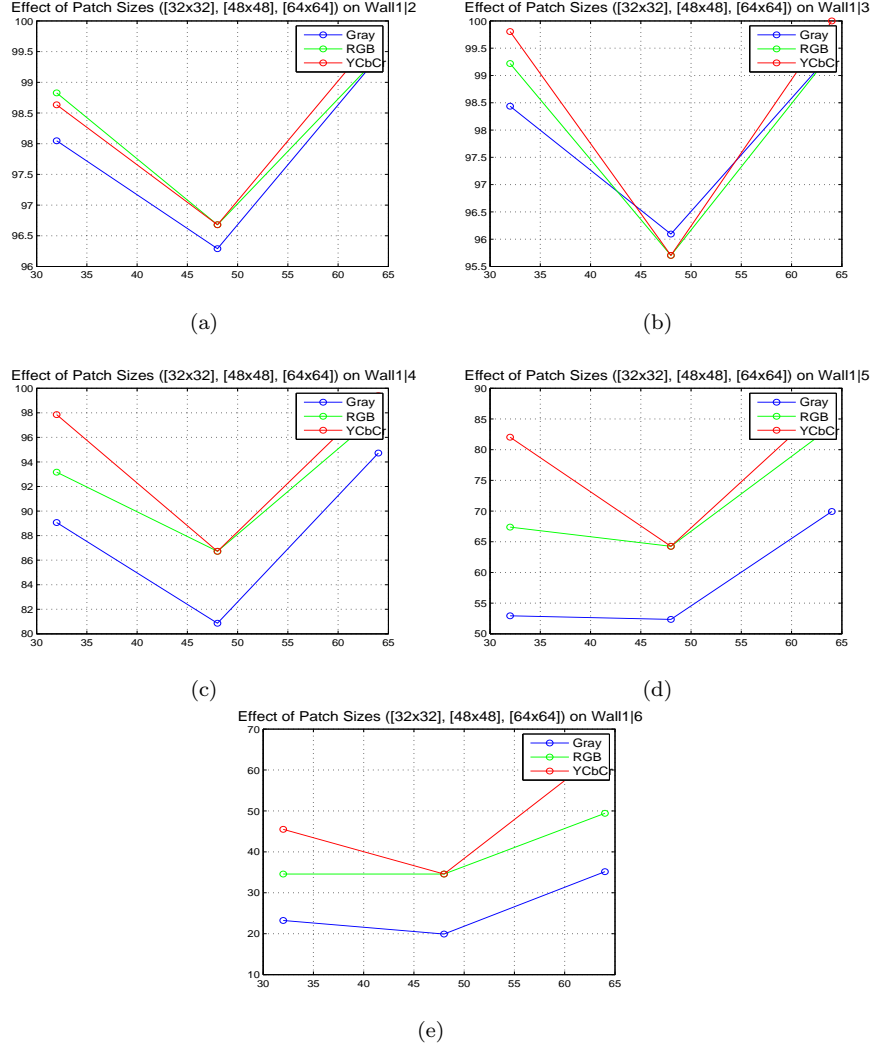 Effect of Patch Sizes ([32x32], [48x48], [64x64]) on Wall1|2
100
99.5
99
98.5
98
97.5
97
96.5
96
30 35 40 45 50 55 60 65
Gray
RGB
YCbCr
(a)
Effect of Patch Sizes ([32x32], [48x48], [64x64]) on Wall1|3
100
99.5
99
98.5
98
97.5
97
96.5
96
95.5
30 40 50 60 65
Gray
RGB
YCbCr
(b)
Effect of Patch Sizes ([32x32], [48x48], [64x64]) on Wall1|4
100
98
96
94
92
90
88
86
84
82
80
30 35 40 45 50 55 60 65
Gray
RGB
YCbCr
(c)
Effect of Patch Sizes ([32x32], [48x48], [64x64]) on Wall1|5
90
85
80
75
70
65
60
55
50
30 35 40 45 50 55 60 65
Gray
RGB
YCbCr
(d)
Effect of Patch Sizes ([32x32], [48x48], [64x64]) on Wall1|6
70
60
50
40
30
20
10
30 35 40 45 50 55 60 65
Gray
RGB
YCbCr
(e)